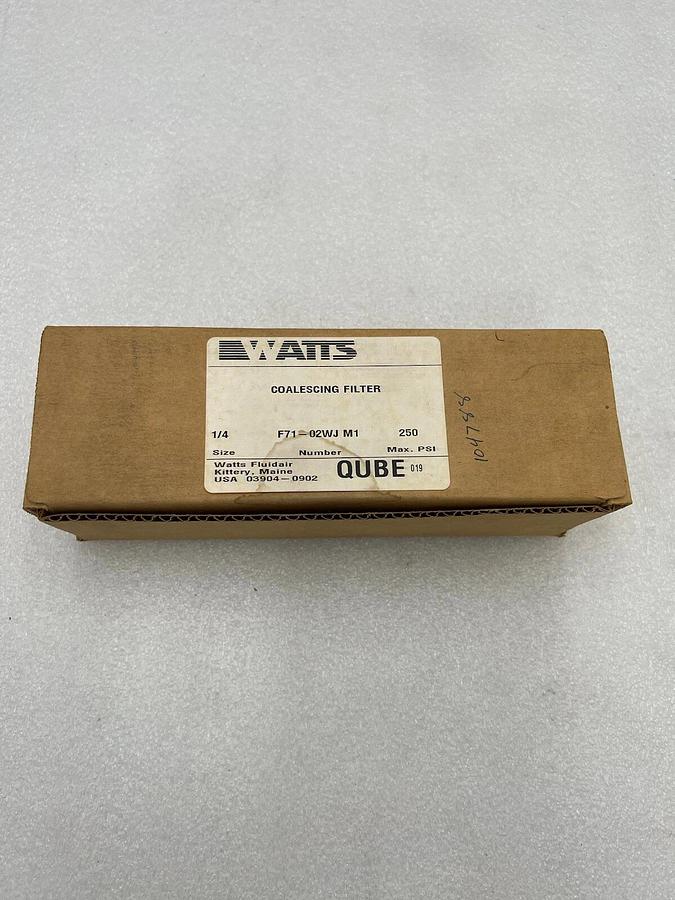 WATTS
COALESCING FILTER
1/4 F71-02WJ M1 250
Size Number Max. PSI
Watts Fluidair
Kittery, Maine
USA 03904-0902
QUBE 019